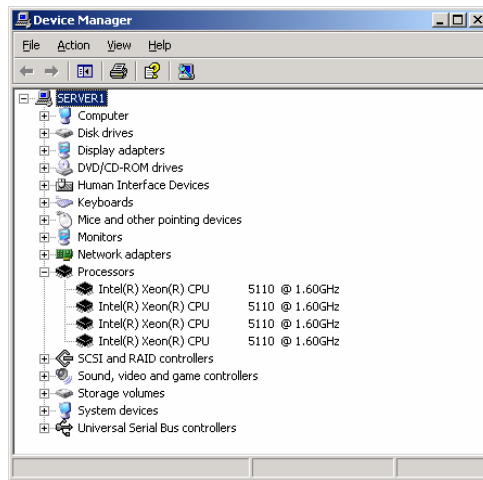 Device Manager
File Action View Help
SERVER1
Computer
Disk drives
Display adapters
DVD/CD-ROM drives
Human Interface Devices
Keyboards
Mice and other pointing devices
Monitors
Network adapters
Processors
Intel(R) Xeon(R) CPU 5110 @ 1.60GHz
Intel(R) Xeon(R) CPU 5110 @ 1.60GHz
Intel(R) Xeon(R) CPU 5110 @ 1.60GHz
Intel(R) Xeon(R) CPU 5110 @ 1.60GHz
SCSI and RAID controllers
Sound, video and game controllers
Storage volumes
System devices
Universal Serial Bus controllers